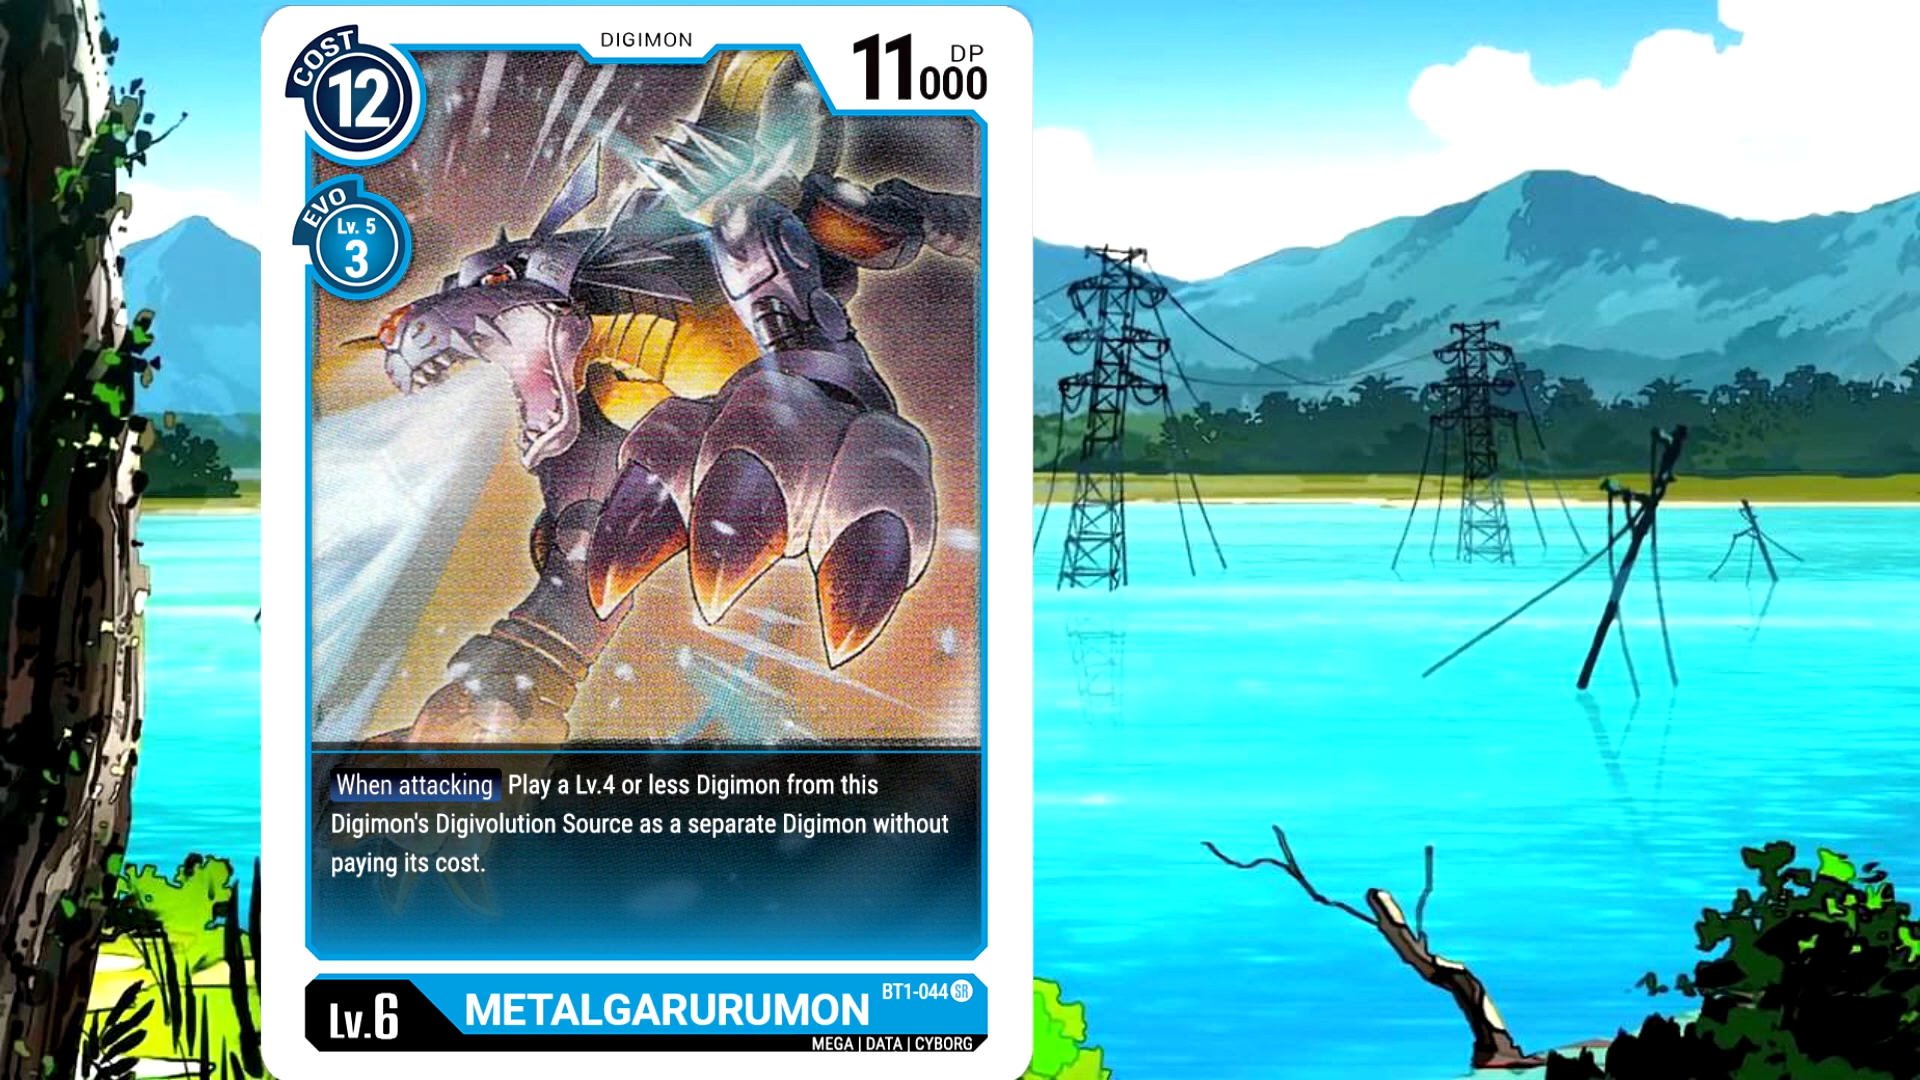 DIGIMON
COST
12
11000 DP
EVO
Lv. 5
3
When attacking Play a Lv.4 or less Digimon from this
Digimon's Digivolution Source as a separate Digimon without
paying its cost.
BT1-044 SR
Lv.6 METALGARURUMON
MEGA | DATA | CYBORG